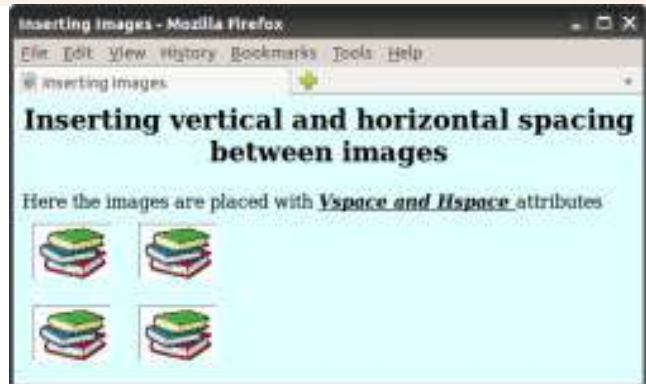 Inserting Images - Mozilla Firefox
File Edit View History Bookmarks Tools Help
Inserting Images
Inserting vertical and horizontal spacing
between images
Here the images are placed with Vspace and Hspace attributes